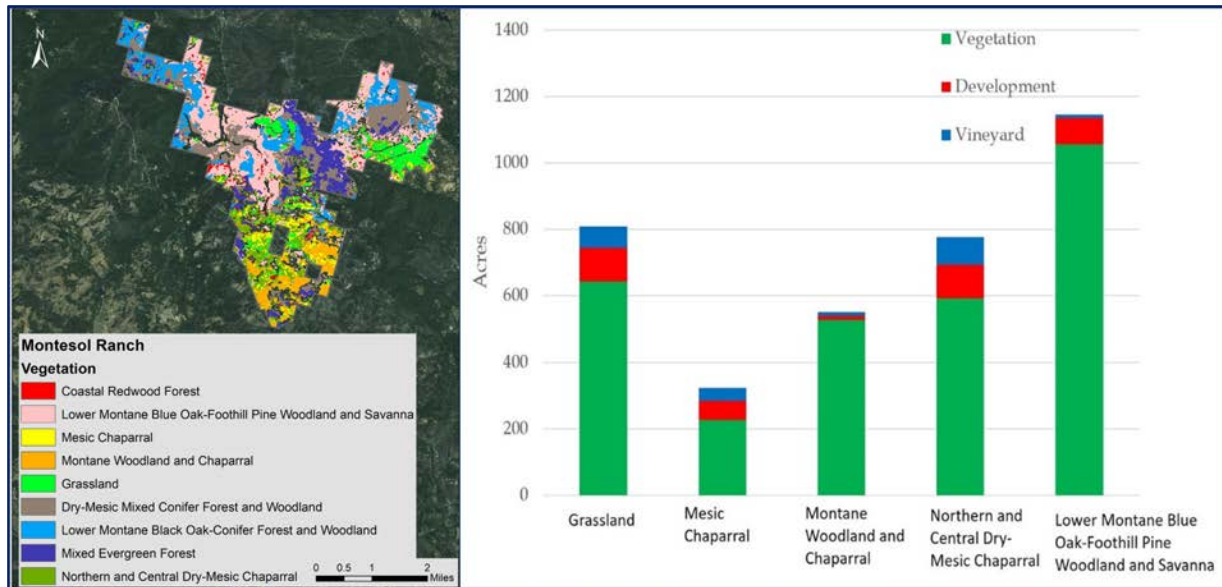 N
Montesol Ranch
Vegetation
Coastal Redwood Forest
Lower Montane Blue Oak-Foothill Pine Woodland and Savanna
Mesic Chaparral
Montane Woodland and Chaparral
Grassland
Dry-Mesic Mixed Conifer Forest and Woodland
Lower Montane Black Oak-Conifer Forest and Woodland
Mixed Evergreen Forest
Northern and Central Dry-Mesic Chaparral
0 0.5 1 2
Miles
Vegetation
Development
Vineyard
Acres
1400
1200
1000
800
600
400
200
0
Grassland
Mesic
Chaparral
Montane
Woodland and
Chaparral
Northern and
Central Dry-
Mesic Chaparral
Lower Montane Blue
Oak-Foothill Pine
Woodland and Savanna